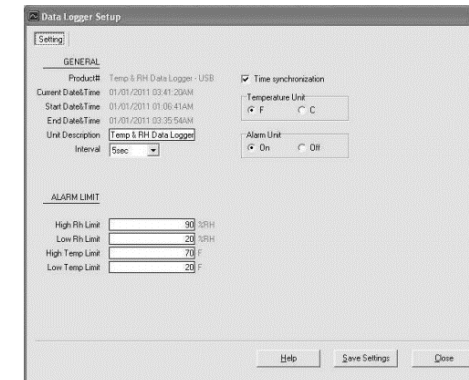 Data Logger Setup
Setting
GENERAL
Product# Temp & RH Data Logger - USB
Current Date&Time 01/01/2011 03:41:20AM
Start Date&Time 01/01/2011 01:06:41AM
End Date&Time 01/01/2011 03:35:54AM
Unit Description Temp & RH Data Logger
Interval 5sec
Time synchronization
Temperature Unit
F C
Alarm Unit
On Off
ALARM LIMIT
High Rh Limit 90 %RH
Low Rh Limit 20 %RH
High Temp Limit 70 F
Low Temp Limit 20 F
Help Save Settings Close